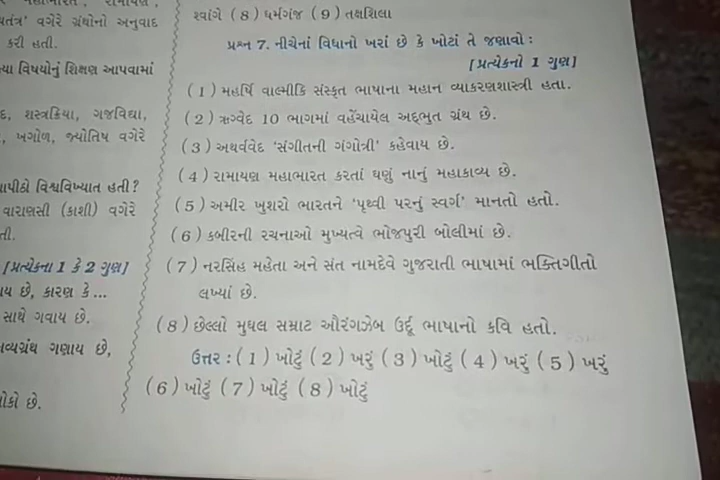 યતંત્ર' વગેરે ગ્રંથોનો અનુવાદ
કરી હતી.
ત્યા વિષયોનું શિક્ષણ આપવામાં
શસ્ત્રક્રિયા, ગજવિદ્યા,
, ખગોળ, જ્યોતિષ વગેરે
ાપીઠો વિશ્વવિખ્યાત હતી?
વારાણસી (કાશી) વગેરે
તી.
[પ્રત્યેકના 1 કે 2 ગુણ]
ાય છે, કારણ કે...
સાથે ગવાય છે.
વ્યગ્રંથ ગણાય છે,
ોકો છે.
સ્વાંગે (8) ધર્મગંજ (9) તક્ષશિલા
પ્રશ્ન 7. નીચેનાં વિધાનો ખરાં છે કે ખોટાં તે જણાવો :
[પ્રત્યેકનો 1 ગુણ]
(1) મહર્ષિ વાલ્મીકિ સંસ્કૃત ભાષાના મહાન વ્યાકરણશાસ્ત્રી હતા.
(2) ઋગ્વેદ 10 ભાગમાં વહેંચાયેલ અદ્ભુત ગ્રંથ છે.
(3) અથર્વવેદ 'સંગીતની ગંગોત્રી' કહેવાય છે.
(4) રામાયણ મહાભારત કરતાં ઘણું નાનું મહાકાવ્ય છે.
(5) અમીર ખુશરો ભારતને 'પૃથ્વી પરનું સ્વર્ગ' માનતો હતો.
(6) કબીરની રચનાઓ મુખ્યત્વે ભોજપુરી બોલીમાં છે.
(7) નરસિંહ મહેતા અને સંત નામદેવે ગુજરાતી ભાષામાં ભક્તિગીતો
લખ્યાં છે.
(8) છેલ્લો મુઘલ સમ્રાટ ઔરંગઝેબ ઉર્દૂ ભાષાનો કવિ હતો.
ઉત્તર : (1) ખોટું (2) ખરું (3) ખોટું (4) ખરું (5) ખરું
(6) ખોટું (7) ખોટું (8) ખોટું